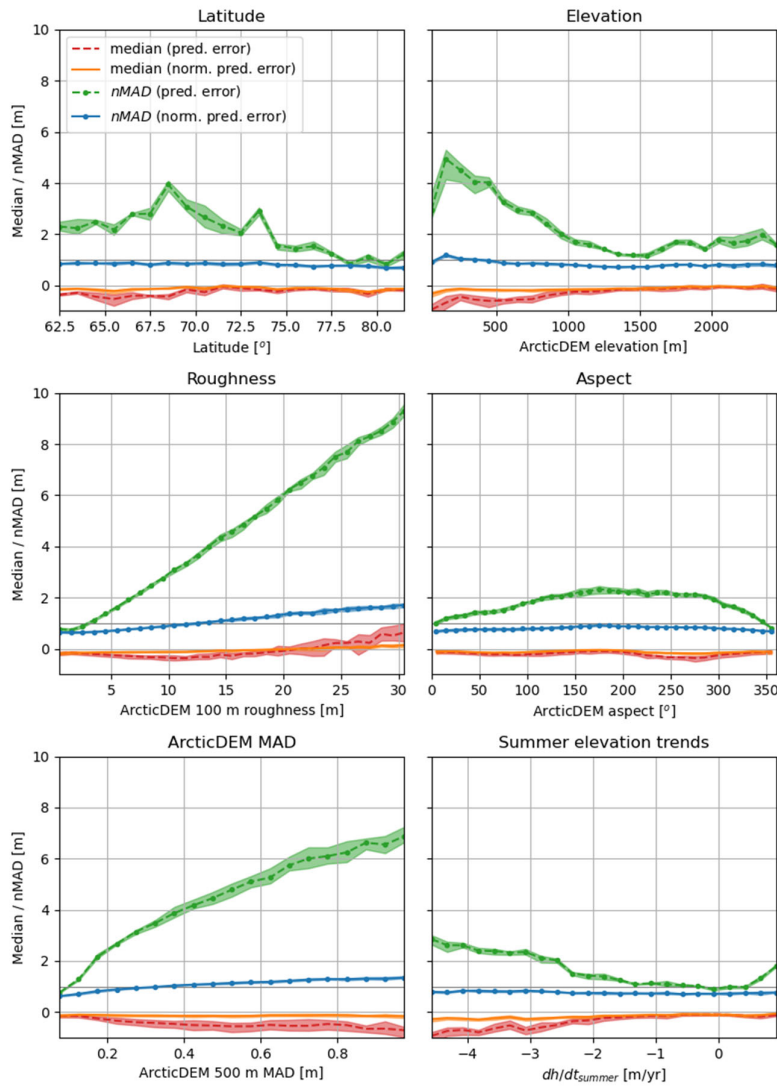 Latitude
Elevation
10
8
6
4
2
0
Median / nMAD [m]
median (pred. error)
median (norm. pred. error)
nMAD (pred. error)
nMAD (norm. pred. error)
62.5 65.0 67.5 70.0 72.5 75.0 77.5 80.0
Latitude [°]
500 1000 1500 2000
ArcticDEM elevation [m]
Roughness
Aspect
10
8
6
4
2
0
Median / nMAD [m]
5 10 15 20 25 30
ArcticDEM 100 m roughness [m]
0 50 100 150 200 250 300 350
ArcticDEM aspect [°]
ArcticDEM MAD
Summer elevation trends
10
8
6
4
2
0
Median / nMAD [m]
0.2 0.4 0.6 0.8
ArcticDEM 500 m MAD [m]
−4 −3 −2 −1 0
dh/dtsummer [m/yr]